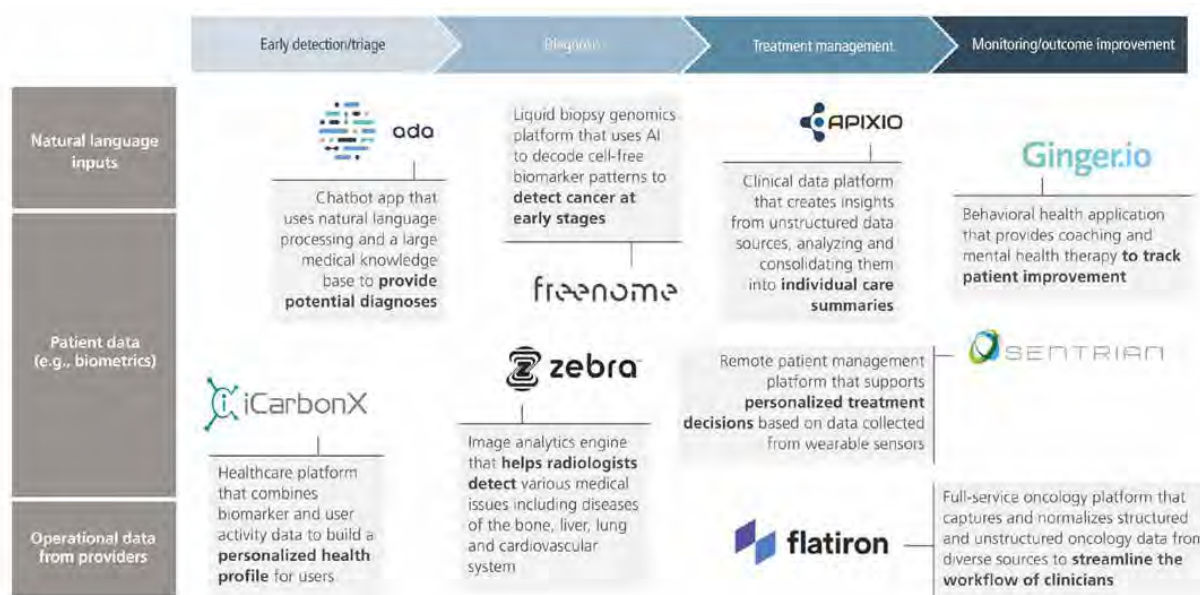 Early detection/triage
Diagnosis
Treatment management
Monitoring/outcome improvement
Natural language
inputs
Patient data
(e.g., biometrics)
Operational data
from providers
ada
Chatbot app that
uses natural language
processing and a large
medical knowledge
base to provide
potential diagnoses
Liquid biopsy genomics
platform that uses AI
to decode cell-free
biomarker patterns to
detect cancer at
early stages
freenome
APIXIO
Clinical data platform
that creates insights
from unstructured data
sources, analyzing and
consolidating them
into individual care
summaries
Ginger.io
Behavioral health application
that provides coaching and
mental health therapy to track
patient improvement
iCarbonX
Healthcare platform
that combines
biomarker and user
activity data to build a
personalized health
profile for users
zebra
Image analytics engine
that helps radiologists
detect various medical
issues including diseases
of the bone, liver, lung
and cardiovascular
system
Remote patient management
platform that supports
personalized treatment
decisions based on data collected
from wearable sensors
SENTRIAN
flatiron
Full-service oncology platform that
captures and normalizes structured
and unstructured oncology data from
diverse sources to streamline the
workflow of clinicians